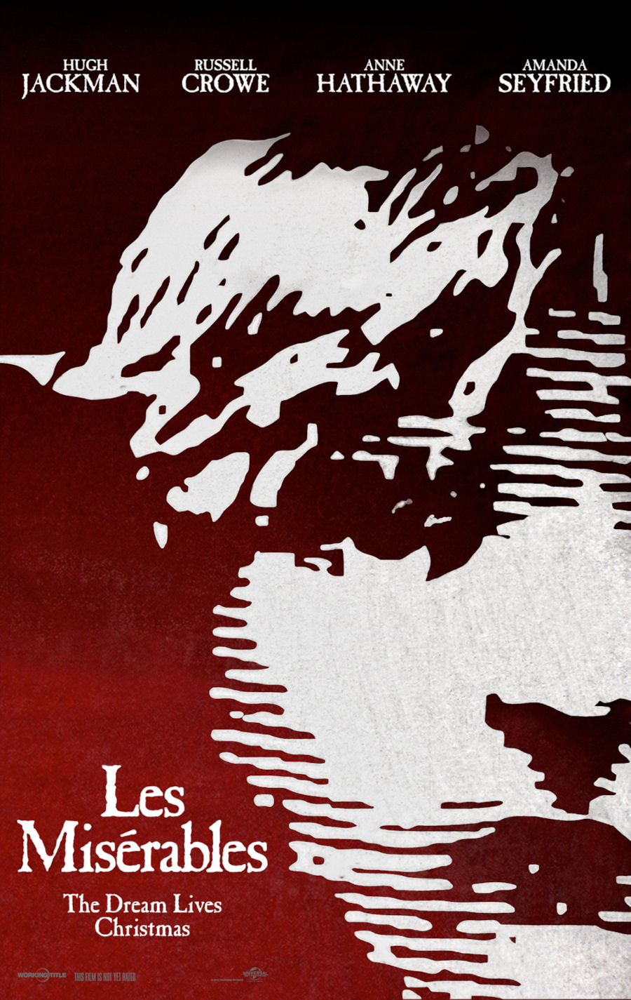 HUGH
JACKMAN
RUSSELL
CROWE
ANNE
HATHAWAY
AMANDA
SEYFRIED
Les
Misérables
The Dream Lives
Christmas
WORKING TITLE
THIS FILM IS NOT YET RATED
UNIVERSAL